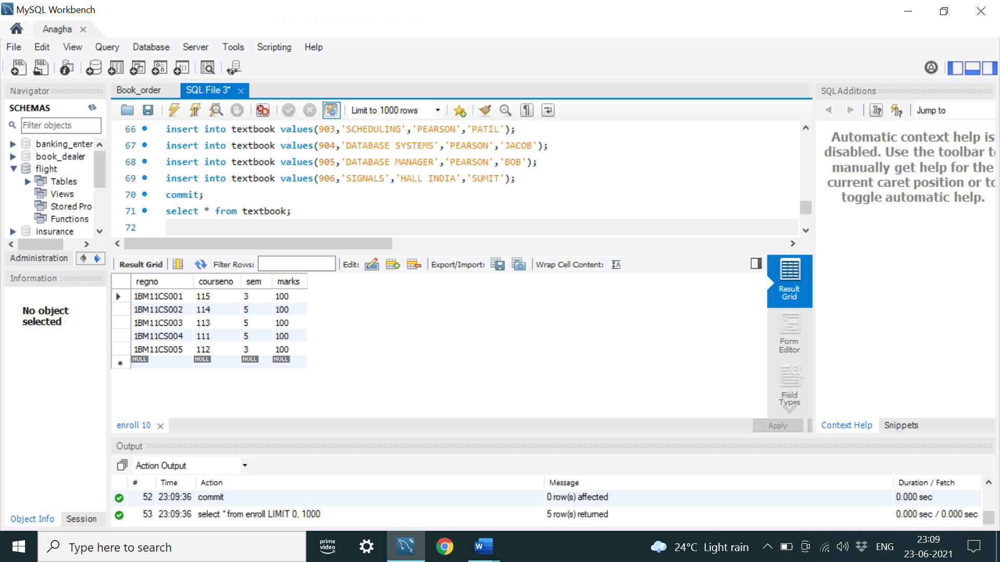 MySQL Workbench
Anagha
File Edit View Query Database Server Tools Scripting Help
Navigator
SCHEMAS
Filter objects
banking_enter
book_dealer
flight
Tables
Views
Stored Pro
Functions
insurance
Administration
Information
No object
selected
Object Info Session
Book_order SQL File 3*
Limit to 1000 rows
66 insert into textbook values(903,'SCHEDULING','PEARSON','PATIL');
67 insert into textbook values(904,'DATABASE SYSTEMS','PEARSON','JACOB');
68 insert into textbook values(905,'DATABASE MANAGER','PEARSON','BOB');
69 insert into textbook values(906,'SIGNALS','HALL INDIA','SUMIT');
70 commit;
71 select * from textbook;
72
Result Grid Filter Rows: Edit: Export/Import: Wrap Cell Content:
regno courseno sem marks
1BM11CS001 115 3 100
1BM11CS002 114 5 100
1BM11CS003 113 5 100
1BM11CS004 111 5 100
1BM11CS005 112 3 100
NULL NULL NULL NULL
Result
Grid
Form
Editor
Field
Types
enroll 10
Apply
SQLAdditions
Jump to
Automatic context help is
disabled. Use the toolbar to
manually get help for the
current caret position or to
toggle automatic help.
Context Help Snippets
Output
Action Output
# Time Action Message Duration / Fetch
52 23:09:36 commit 0 row(s) affected 0.000 sec
53 23:09:36 select * from enroll LIMIT 0, 1000 5 row(s) returned 0.000 sec / 0.000 sec
Type here to search
prime
video
24°C Light rain
ENG
23:09
23-06-2021